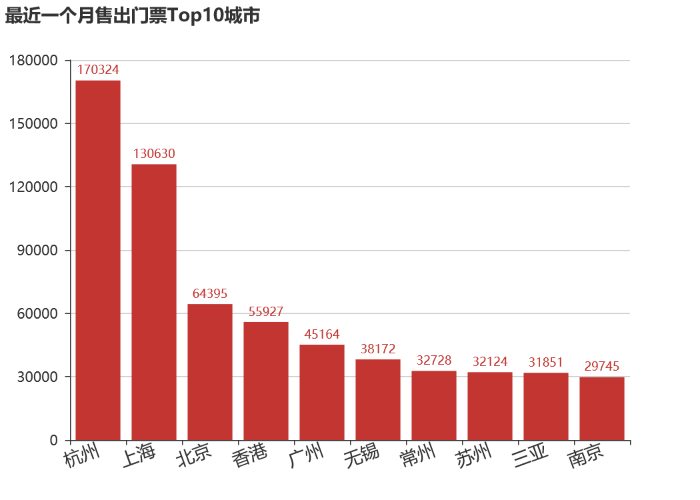 最近一个月售出门票Top10城市
180000
150000
120000
90000
60000
30000
0
170324
130630
64395
55927
45164
38172
32728
32124
31851
29745
杭州
上海
北京
香港
广州
无锡
常州
苏州
三亚
南京